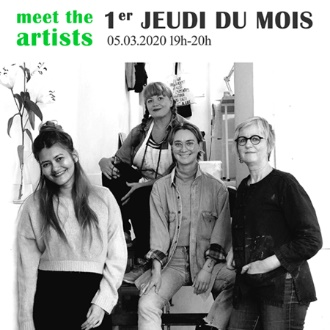 meet the
artists
1er JEUDI DU MOIS
05.03.2020 19h-20h